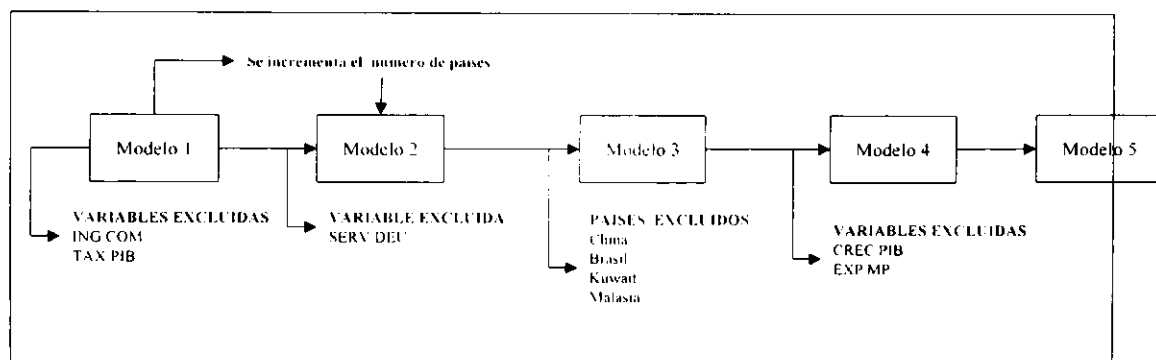 Se incrementa el numero de paises
Modelo 1
Modelo 2
Modelo 3
Modelo 4
Modelo 5
VARIABLES EXCLUIDAS
ING COM
TAX PIB
VARIABLE EXCLUIDA
SERV DEU
PAISES EXCLUIDOS
China
Brasil
Kuwait
Malasia
VARIABLES EXCLUIDAS
CREC PIB
EXP MP